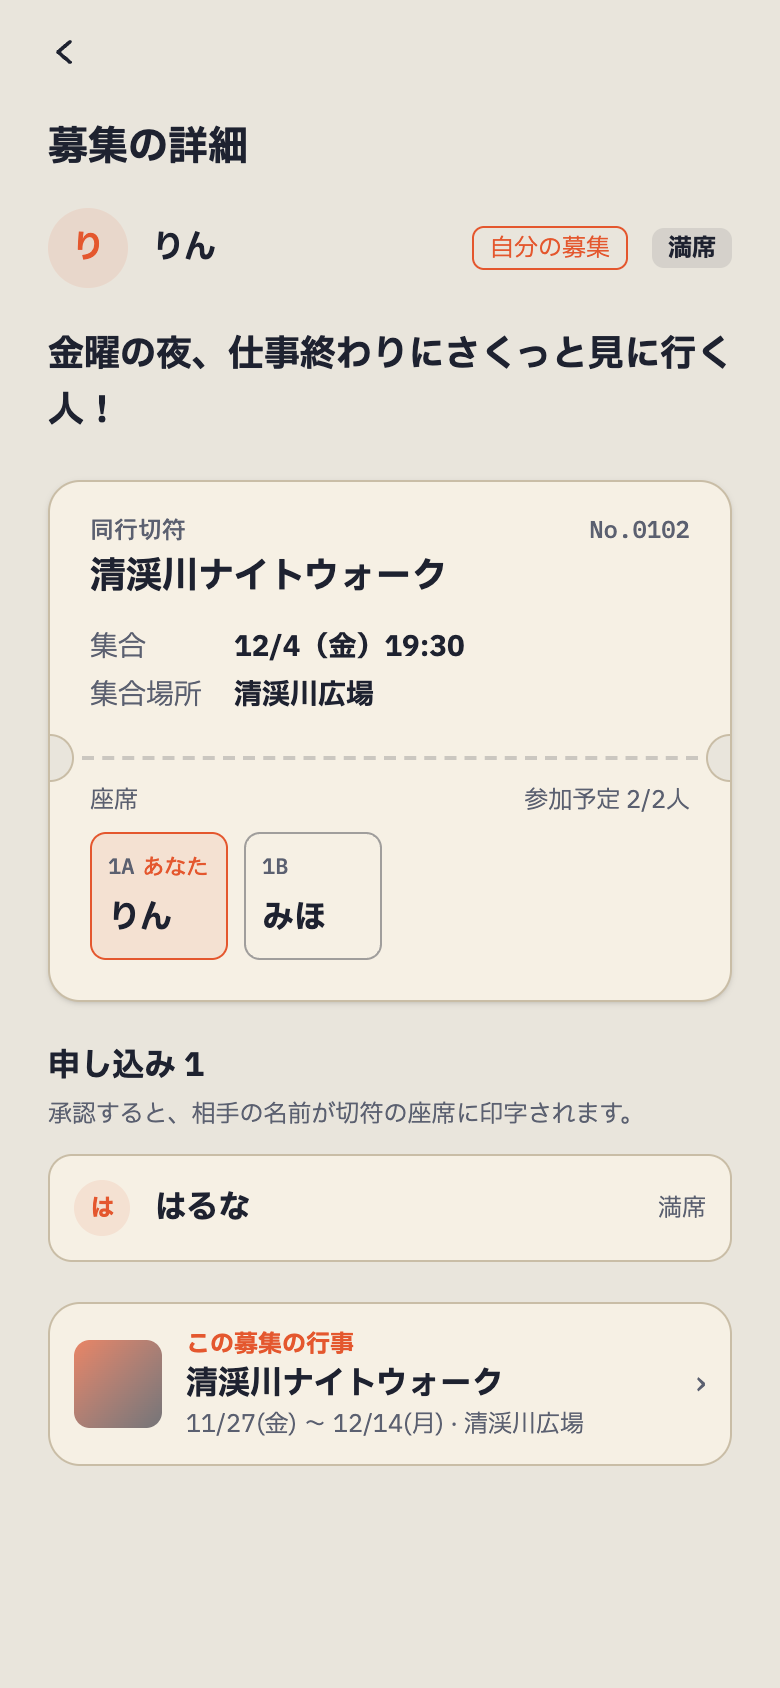 募集の詳細
り りん 自分の募集 満席
金曜の夜、仕事終わりにさくっと見に行く
人！
同行切符 No.0102
清渓川ナイトウォーク
集合 12/4（金）19:30
集合場所 清渓川広場
座席 参加予定 2/2人
1A あなた 1B
りん みほ
申し込み 1
承認すると、相手の名前が切符の座席に印字されます。
は はるな 満席
この募集の行事
清渓川ナイトウォーク
11/27(金) 〜 12/14(月) · 清渓川広場